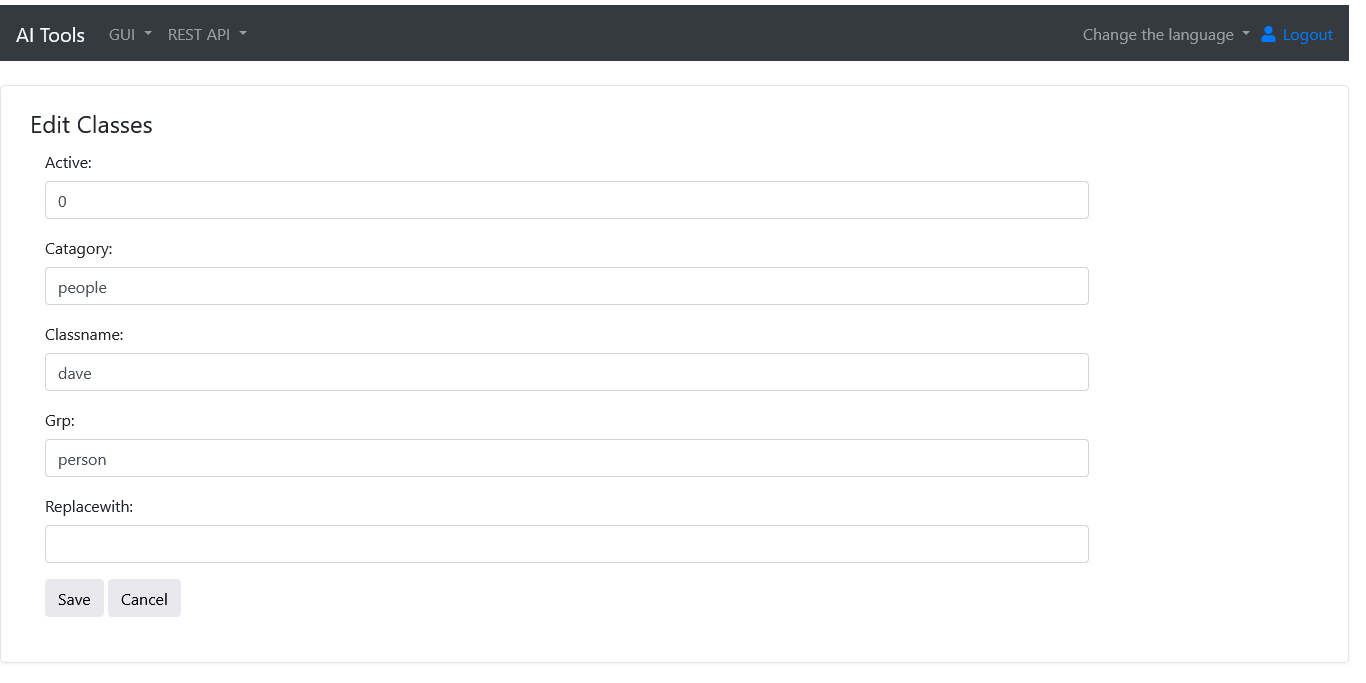 AI Tools GUI REST API Change the language Logout
Edit Classes
Active:
0
Catagory:
people
Classname:
dave
Grp:
person
Replacewith:
Save Cancel